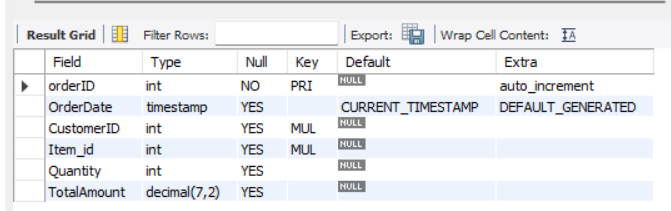 Result Grid Filter Rows: Export: Wrap Cell Content: IA
Field Type Null Key Default Extra
orderID int NO PRI NULL auto_increment
OrderDate timestamp YES CURRENT_TIMESTAMP DEFAULT_GENERATED
CustomerID int YES MUL NULL
Item_id int YES MUL NULL
Quantity int YES NULL
TotalAmount decimal(7,2) YES NULL